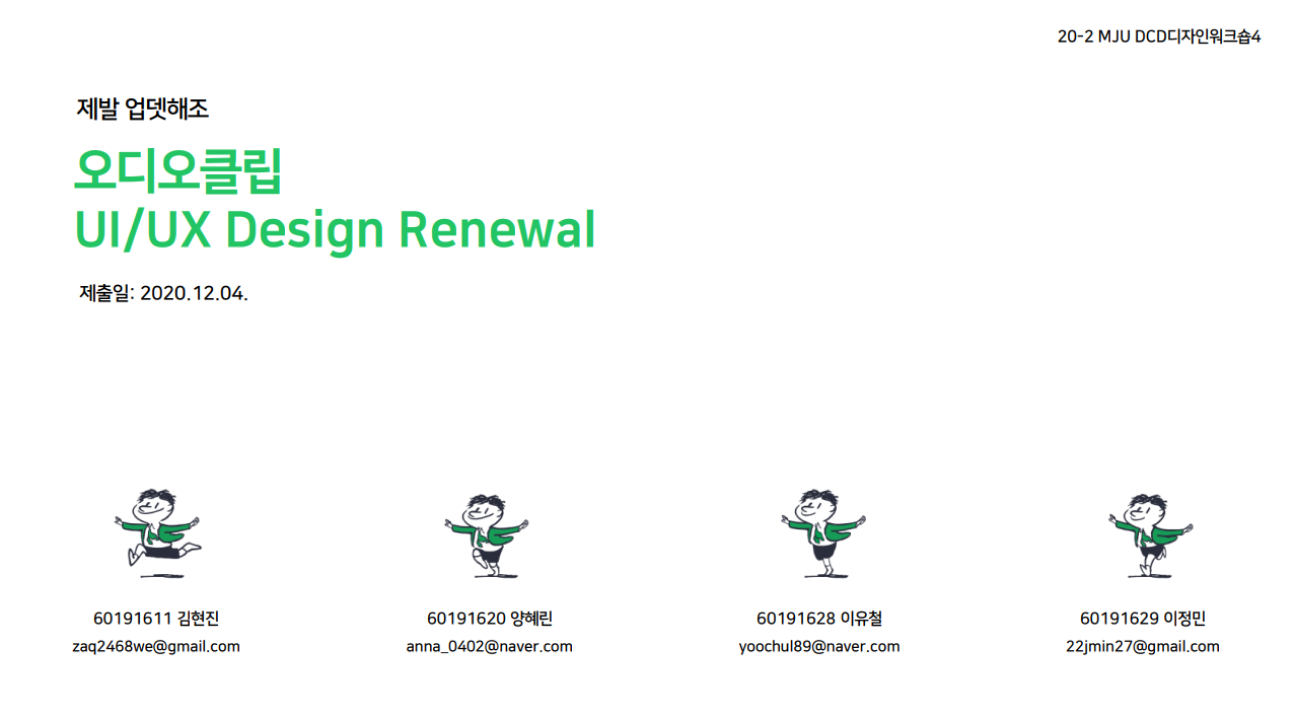 20-2 MJU DCD디자인워크숍4
제발 업뎃해조
오디오클립
UI/UX Design Renewal
제출일: 2020.12.04.
60191611 김현진
zaq2468we@gmail.com
60191620 양혜린
anna_0402@naver.com
60191628 이유철
yoochul89@naver.com
60191629 이정민
22jmin27@gmail.com